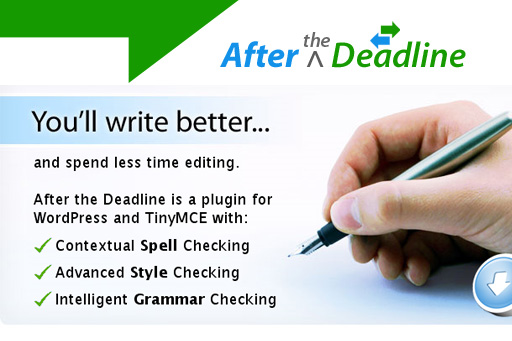 After the Deadline
You'll write better...
and spend less time editing.
After the Deadline is a plugin for
WordPress and TinyMCE with:
Contextual Spell Checking
Advanced Style Checking
Intelligent Grammar Checking